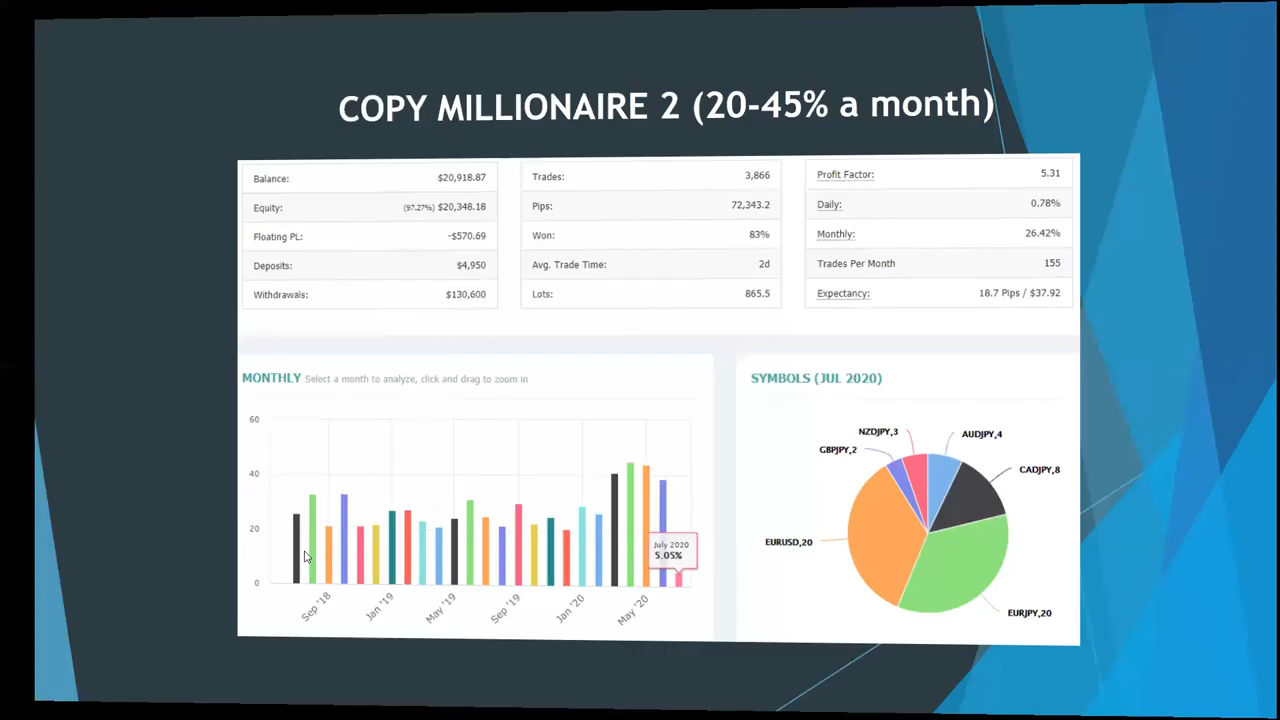 COPY MILLIONAIRE 2 (20-45% a month)
Balance: $20,918.87
Equity: (97.27%) $20,348.18
Floating PL: -$570.69
Deposits: $4,950
Withdrawals: $130,600
Trades: 3,866
Pips: 72,343.2
Won: 83%
Avg. Trade Time: 2d
Lots: 865.5
Profit Factor: 5.31
Daily: 0.78%
Monthly: 26.42%
Trades Per Month 155
Expectancy: 18.7 Pips / $37.92
MONTHLY Select a month to analyze, click and drag to zoom in
60
40
20
0
July 2020
5.05%
Sep '18
Jan '19
May '19
Sep '19
Jan '20
May '20
SYMBOLS (JUL 2020)
NZDJPY,3
AUDJPY,4
GBPJPY,2
CADJPY,8
EURUSD,20
EURJPY,20